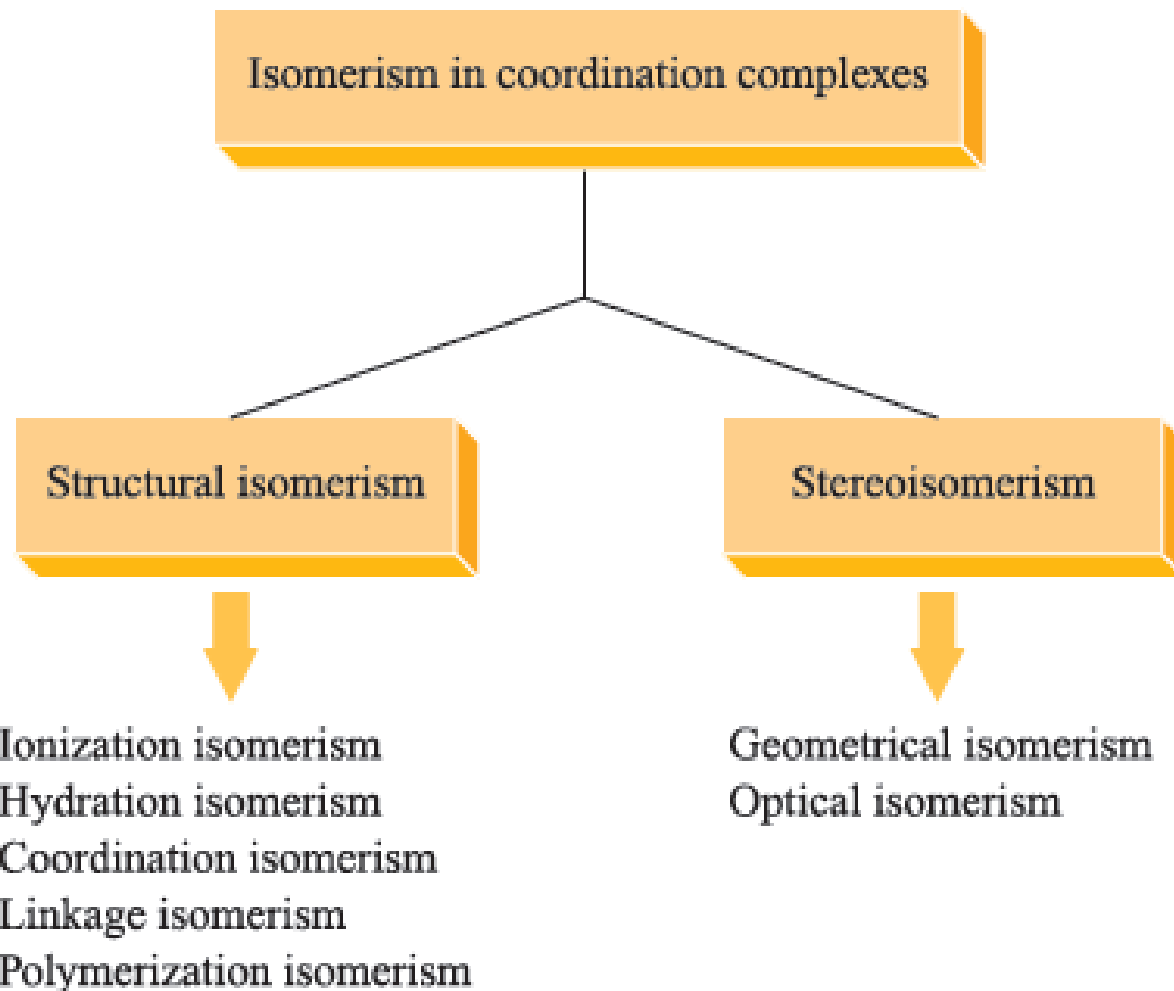 Isomerism in coordination complexes
Structural isomerism
Stereoisomerism
Ionization isomerism
Hydration isomerism
Coordination isomerism
Linkage isomerism
Polymerization isomerism
Geometrical isomerism
Optical isomerism